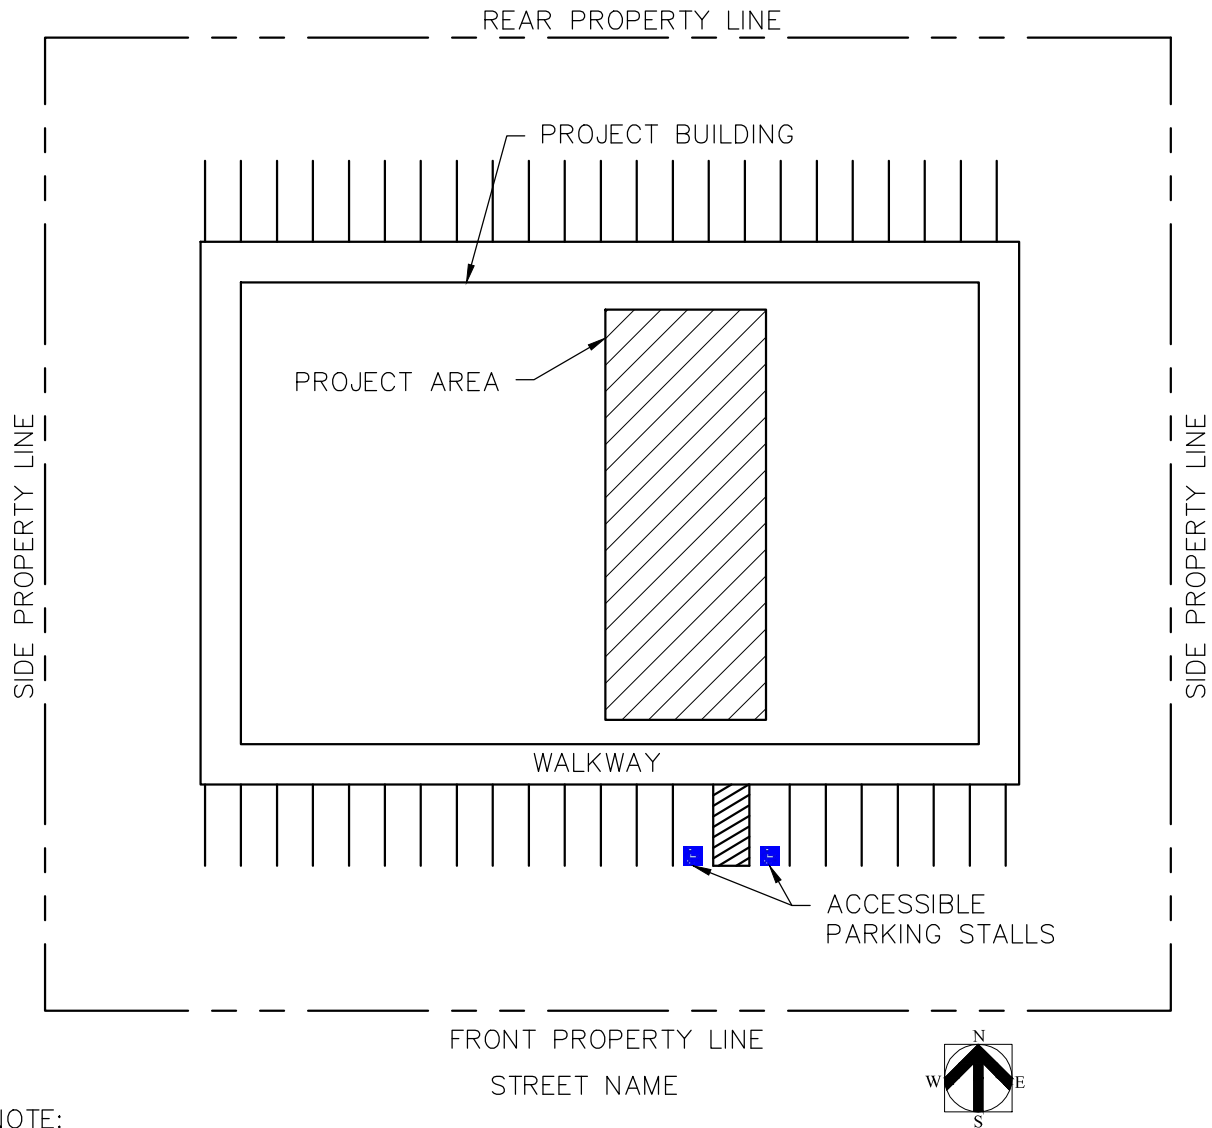 REAR PROPERTY LINE
PROJECT BUILDING
PROJECT AREA
SIDE PROPERTY LINE
SIDE PROPERTY LINE
WALKWAY
ACCESSIBLE
PARKING STALLS
FRONT PROPERTY LINE
STREET NAME
N
W
E
S
NOTE: